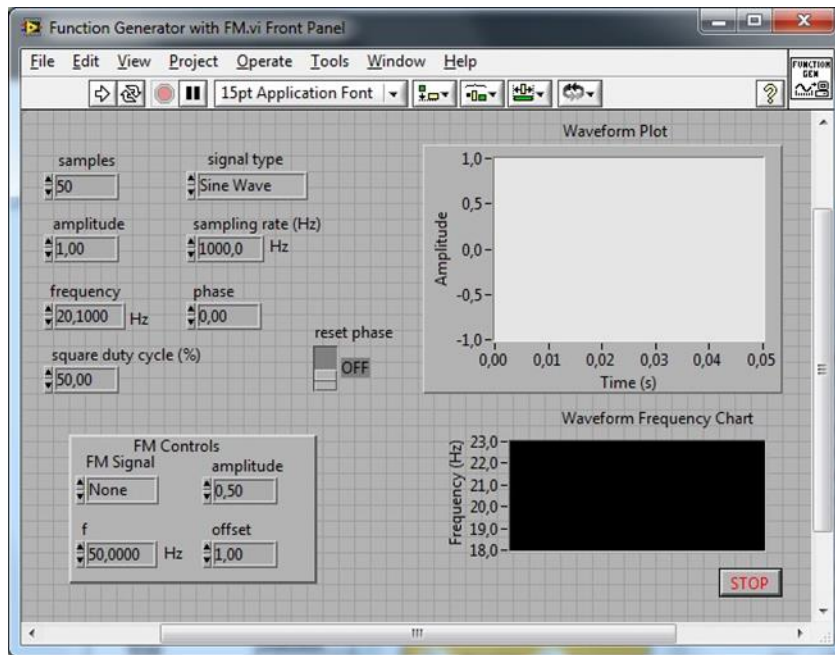 Function Generator with FM.vi Front Panel
File Edit View Project Operate Tools Window Help
15pt Application Font
?
FUNCTION
GEN
samples
50
signal type
Sine Wave
amplitude
1,00
sampling rate (Hz)
1000,0 Hz
frequency
20,1000 Hz
phase
0,00
square duty cycle (%)
50,00
reset phase
OFF
FM Controls
FM Signal
None
amplitude
0,50
f
50,0000 Hz
offset
1,00
Waveform Plot
Amplitude
1,0
0,5
0,0
-0,5
-1,0
0,00 0,01 0,02 0,03 0,04 0,05
Time (s)
Waveform Frequency Chart
Frequency (Hz)
23,0
22,0
21,0
20,0
19,0
18,0
STOP